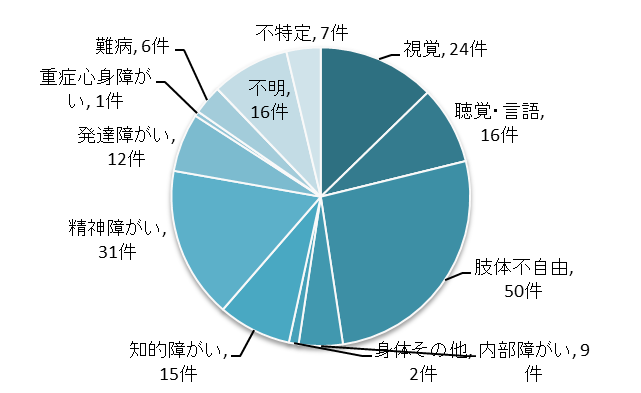 不特定, 7件
難病, 6件
視覚, 24件
重症心身障が
い, 1件
不明,
16件
聴覚・言語,
16件
発達障がい,
12件
精神障がい,
31件
肢体不自由,
50件
知的障がい,
15件
身体その他,
2件
内部障がい, 9
件